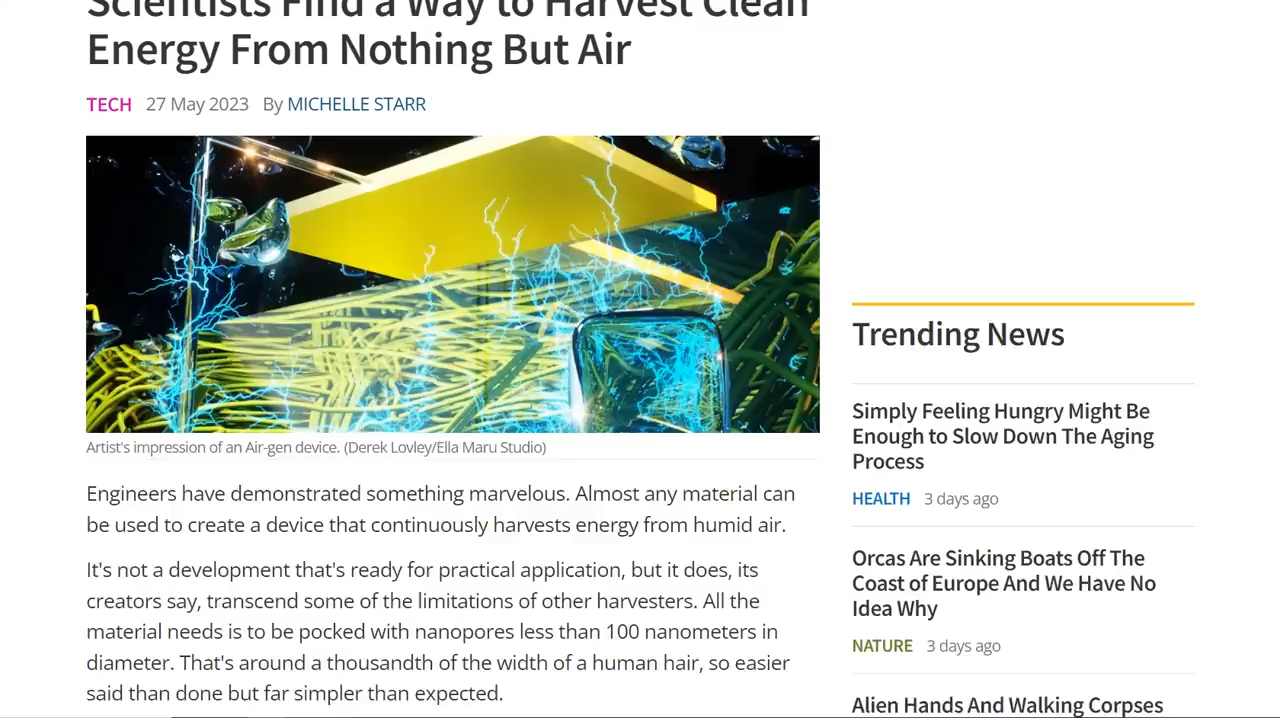 Scientists Find a Way to Harvest Clean
Energy From Nothing But Air
TECH 27 May 2023 By MICHELLE STARR
Artist's impression of an Air-gen device. (Derek Lovley/Ella Maru Studio)
Engineers have demonstrated something marvelous. Almost any material can
be used to create a device that continuously harvests energy from humid air.
It's not a development that's ready for practical application, but it does, its
creators say, transcend some of the limitations of other harvesters. All the
material needs is to be pocked with nanopores less than 100 nanometers in
diameter. That's around a thousandth of the width of a human hair, so easier
said than done but far simpler than expected.
Trending News
Simply Feeling Hungry Might Be
Enough to Slow Down The Aging
Process
HEALTH 3 days ago
Orcas Are Sinking Boats Off The
Coast of Europe And We Have No
Idea Why
NATURE 3 days ago
Alien Hands And Walking Corpses